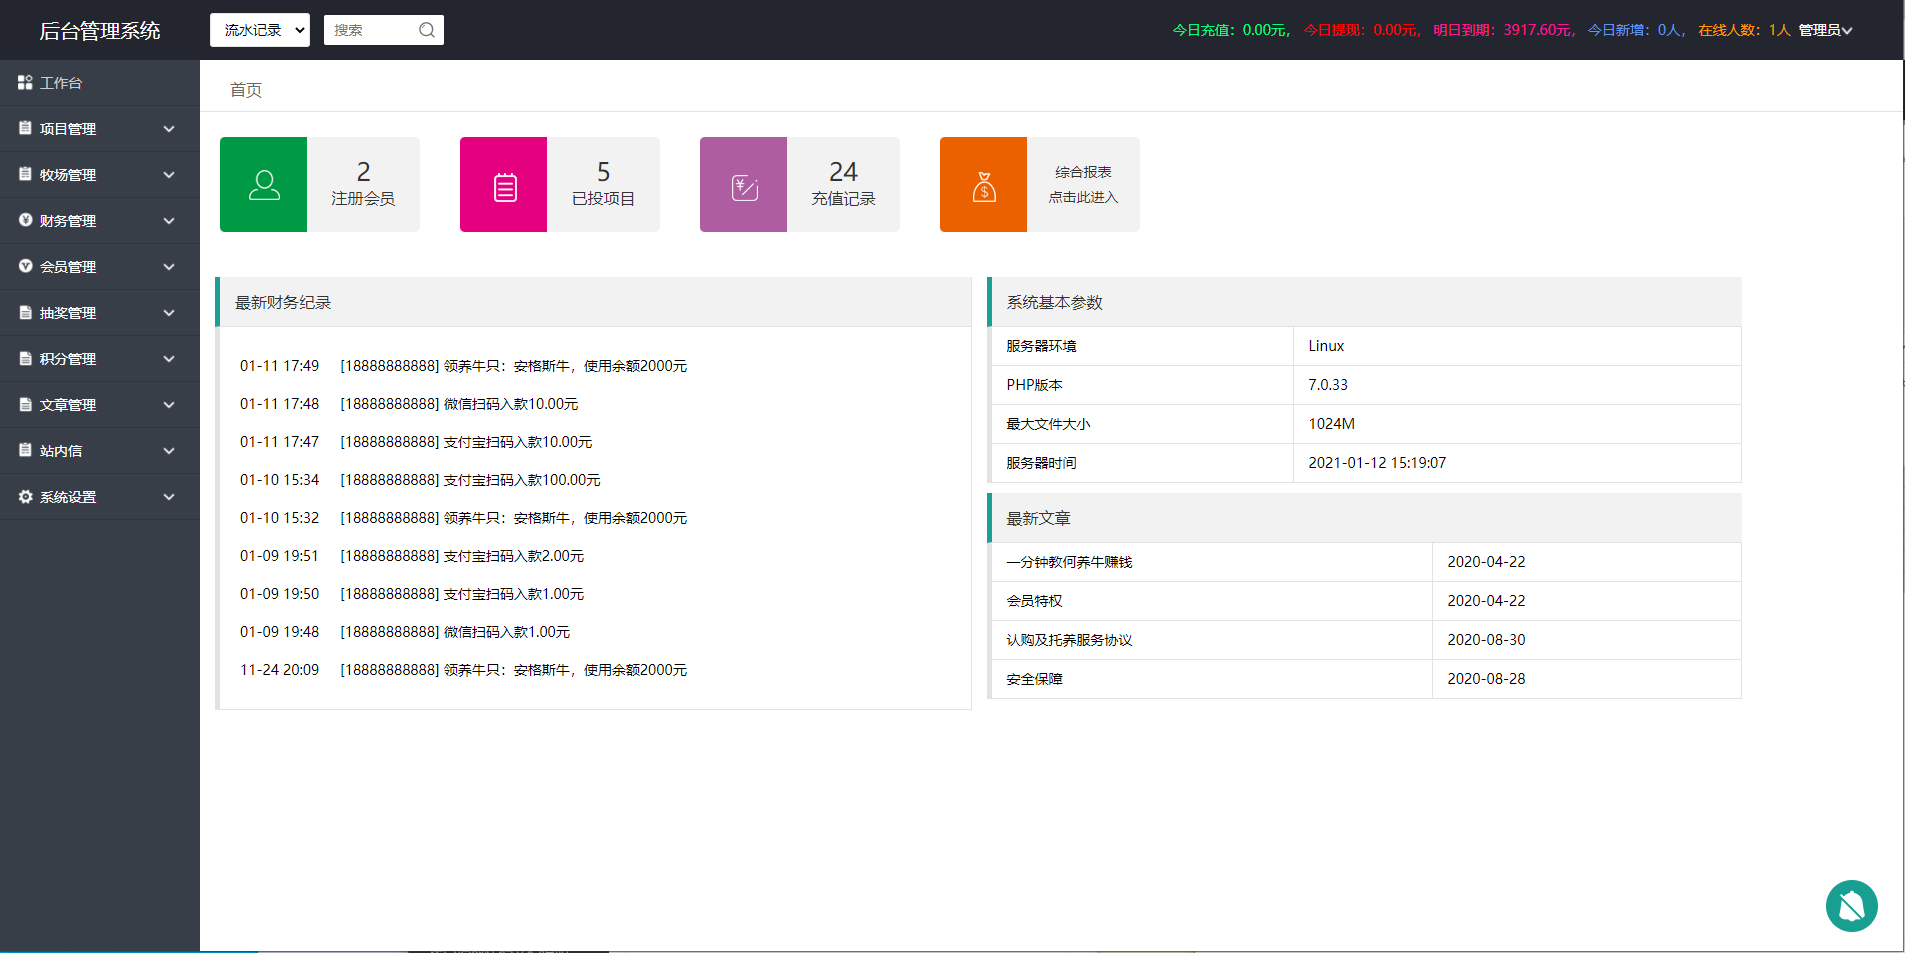 后台管理系统
流水记录
搜索
今日充值：0.00元， 今日提现：0.00元， 明日到期：3917.60元， 今日新增：0人， 在线人数：1人 管理员
工作台
项目管理
牧场管理
财务管理
会员管理
抽奖管理
积分管理
文章管理
站内信
系统设置
首页
2
注册会员
5
已投项目
24
充值记录
综合报表
点击此进入
最新财务纪录
01-11 17:49 [18888888888] 领养牛只：安格斯牛，使用余额2000元
01-11 17:48 [18888888888] 微信扫码入款10.00元
01-11 17:47 [18888888888] 支付宝扫码入款10.00元
01-10 15:34 [18888888888] 支付宝扫码入款100.00元
01-10 15:32 [18888888888] 领养牛只：安格斯牛，使用余额2000元
01-09 19:51 [18888888888] 支付宝扫码入款2.00元
01-09 19:50 [18888888888] 支付宝扫码入款1.00元
01-09 19:48 [18888888888] 微信扫码入款1.00元
11-24 20:09 [18888888888] 领养牛只：安格斯牛，使用余额2000元
系统基本参数
服务器环境 Linux
PHP版本 7.0.33
最大文件大小 1024M
服务器时间 2021-01-12 15:19:07
最新文章
一分钟教何养牛赚钱 2020-04-22
会员特权 2020-04-22
认购及托养服务协议 2020-08-30
安全保障 2020-08-28